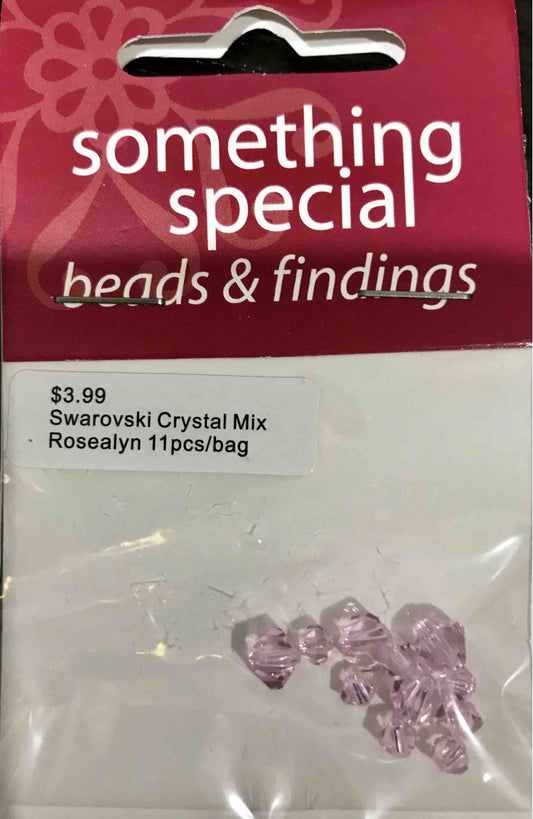 something
special
beads & findings
$3.99
Swarovski Crystal Mix
Rosealyn 11pcs/bag